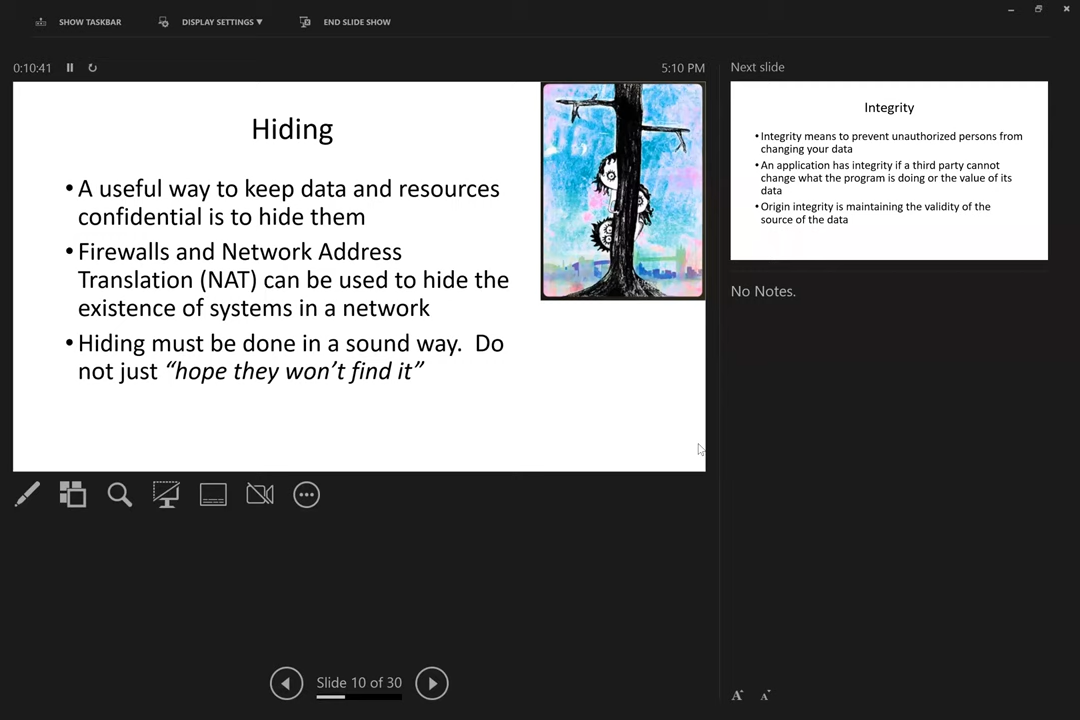 SHOW TASKBAR
DISPLAY SETTINGS ▼
END SLIDE SHOW
0:10:41
5:10 PM
Hiding
• A useful way to keep data and resources
confidential is to hide them
• Firewalls and Network Address
Translation (NAT) can be used to hide the
existence of systems in a network
• Hiding must be done in a sound way.  Do
not just “hope they won’t find it”
Slide 10 of 30
Next slide
Integrity
• Integrity means to prevent unauthorized persons from
changing your data
• An application has integrity if a third party cannot
change what the program is doing or the value of its
data
• Origin integrity is maintaining the validity of the
source of the data
No Notes.
A A